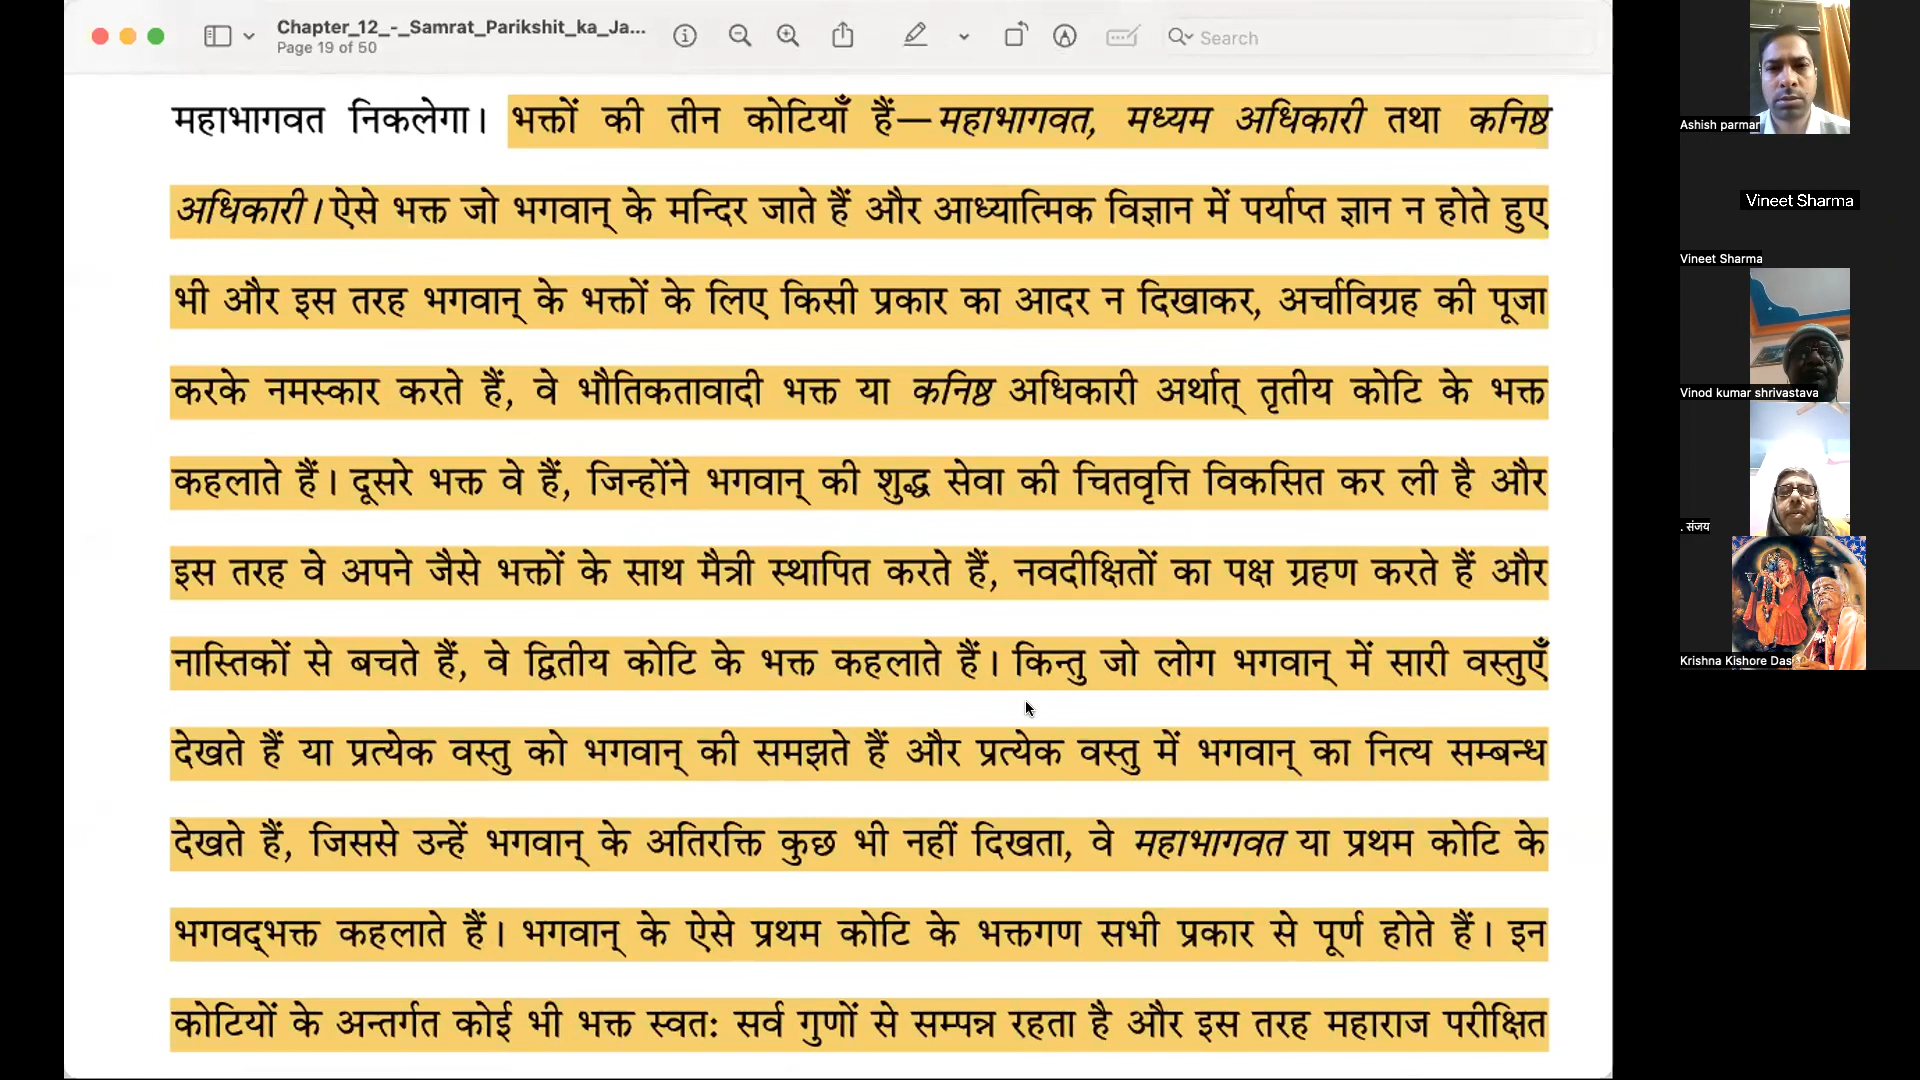 Chapter_12_-_Samrat_Parikshit_ka_Ja...
Page 19 of 50
Search
महाभागवत निकलेगा। भक्तों की तीन कोटियाँ हैं—महाभागवत, मध्यम अधिकारी तथा कनिष्ठ
अधिकारी। ऐसे भक्त जो भगवान् के मन्दिर जाते हैं और आध्यात्मिक विज्ञान में पर्याप्त ज्ञान न होते हुए
भी और इस तरह भगवान् के भक्तों के लिए किसी प्रकार का आदर न दिखाकर, अर्चाविग्रह की पूजा
करके नमस्कार करते हैं, वे भौतिकतावादी भक्त या कनिष्ठ अधिकारी अर्थात् तृतीय कोटि के भक्त
कहलाते हैं। दूसरे भक्त वे हैं, जिन्होंने भगवान् की शुद्ध सेवा की चितवृत्ति विकसित कर ली है और
इस तरह वे अपने जैसे भक्तों के साथ मैत्री स्थापित करते हैं, नवदीक्षितों का पक्ष ग्रहण करते हैं और
नास्तिकों से बचते हैं, वे द्वितीय कोटि के भक्त कहलाते हैं। किन्तु जो लोग भगवान् में सारी वस्तुएँ
देखते हैं या प्रत्येक वस्तु को भगवान् की समझते हैं और प्रत्येक वस्तु में भगवान् का नित्य सम्बन्ध
देखते हैं, जिससे उन्हें भगवान् के अतिरक्ति कुछ भी नहीं दिखता, वे महाभागवत या प्रथम कोटि के
भगवद्भक्त कहलाते हैं। भगवान् के ऐसे प्रथम कोटि के भक्तगण सभी प्रकार से पूर्ण होते हैं। इन
कोटियों के अन्तर्गत कोई भी भक्त स्वतः सर्व गुणों से सम्पन्न रहता है और इस तरह महाराज परीक्षित
Ashish parmar
Vineet Sharma
Vineet Sharma
Vinod kumar shrivastava
. संजय
Krishna Kishore Das